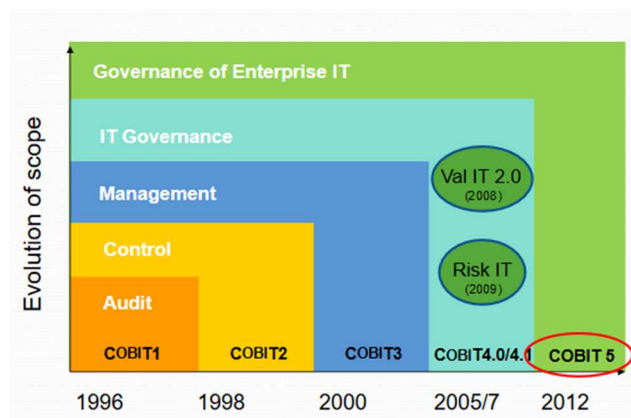 Evolution of scope
Governance of Enterprise IT
IT Governance
Val IT 2.0
(2008)
Management
Control
Risk IT
(2009)
Audit
COBIT1
COBIT2
COBIT3
COBIT4.0/4.1
COBIT 5
1996
1998
2000
2005/7
2012